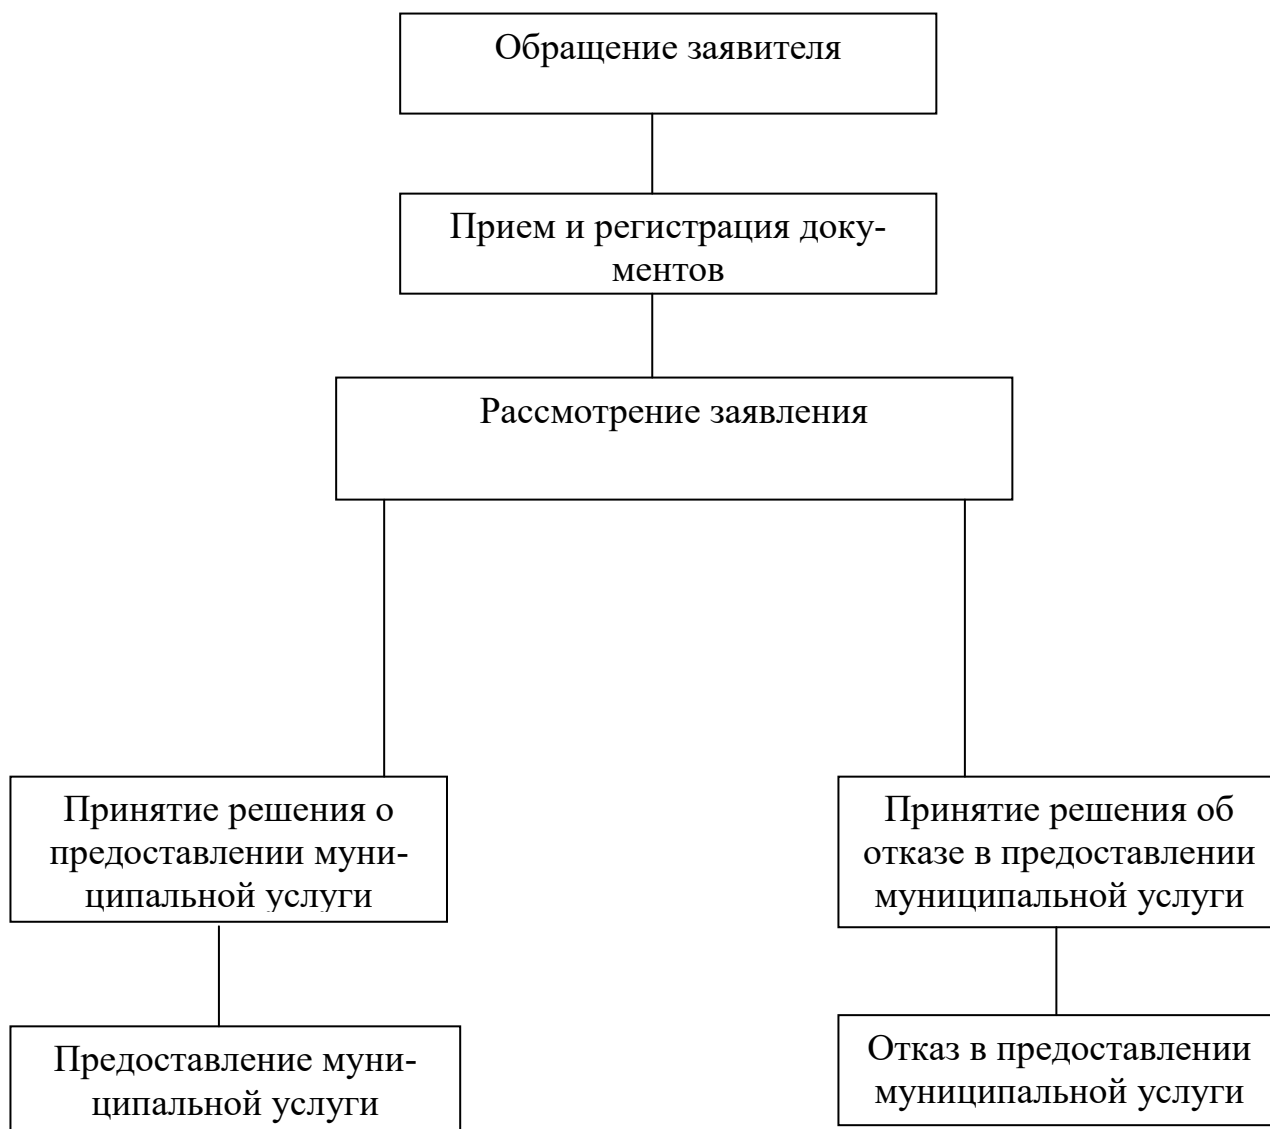 Обращение заявителя
Прием и регистрация доку-
ментов
Рассмотрение заявления
Принятие решения о
предоставлении муни-
ципальной услуги
Принятие решения об
отказе в предоставлении
муниципальной услуги
Предоставление муни-
ципальной услуги
Отказ в предоставлении
муниципальной услуги